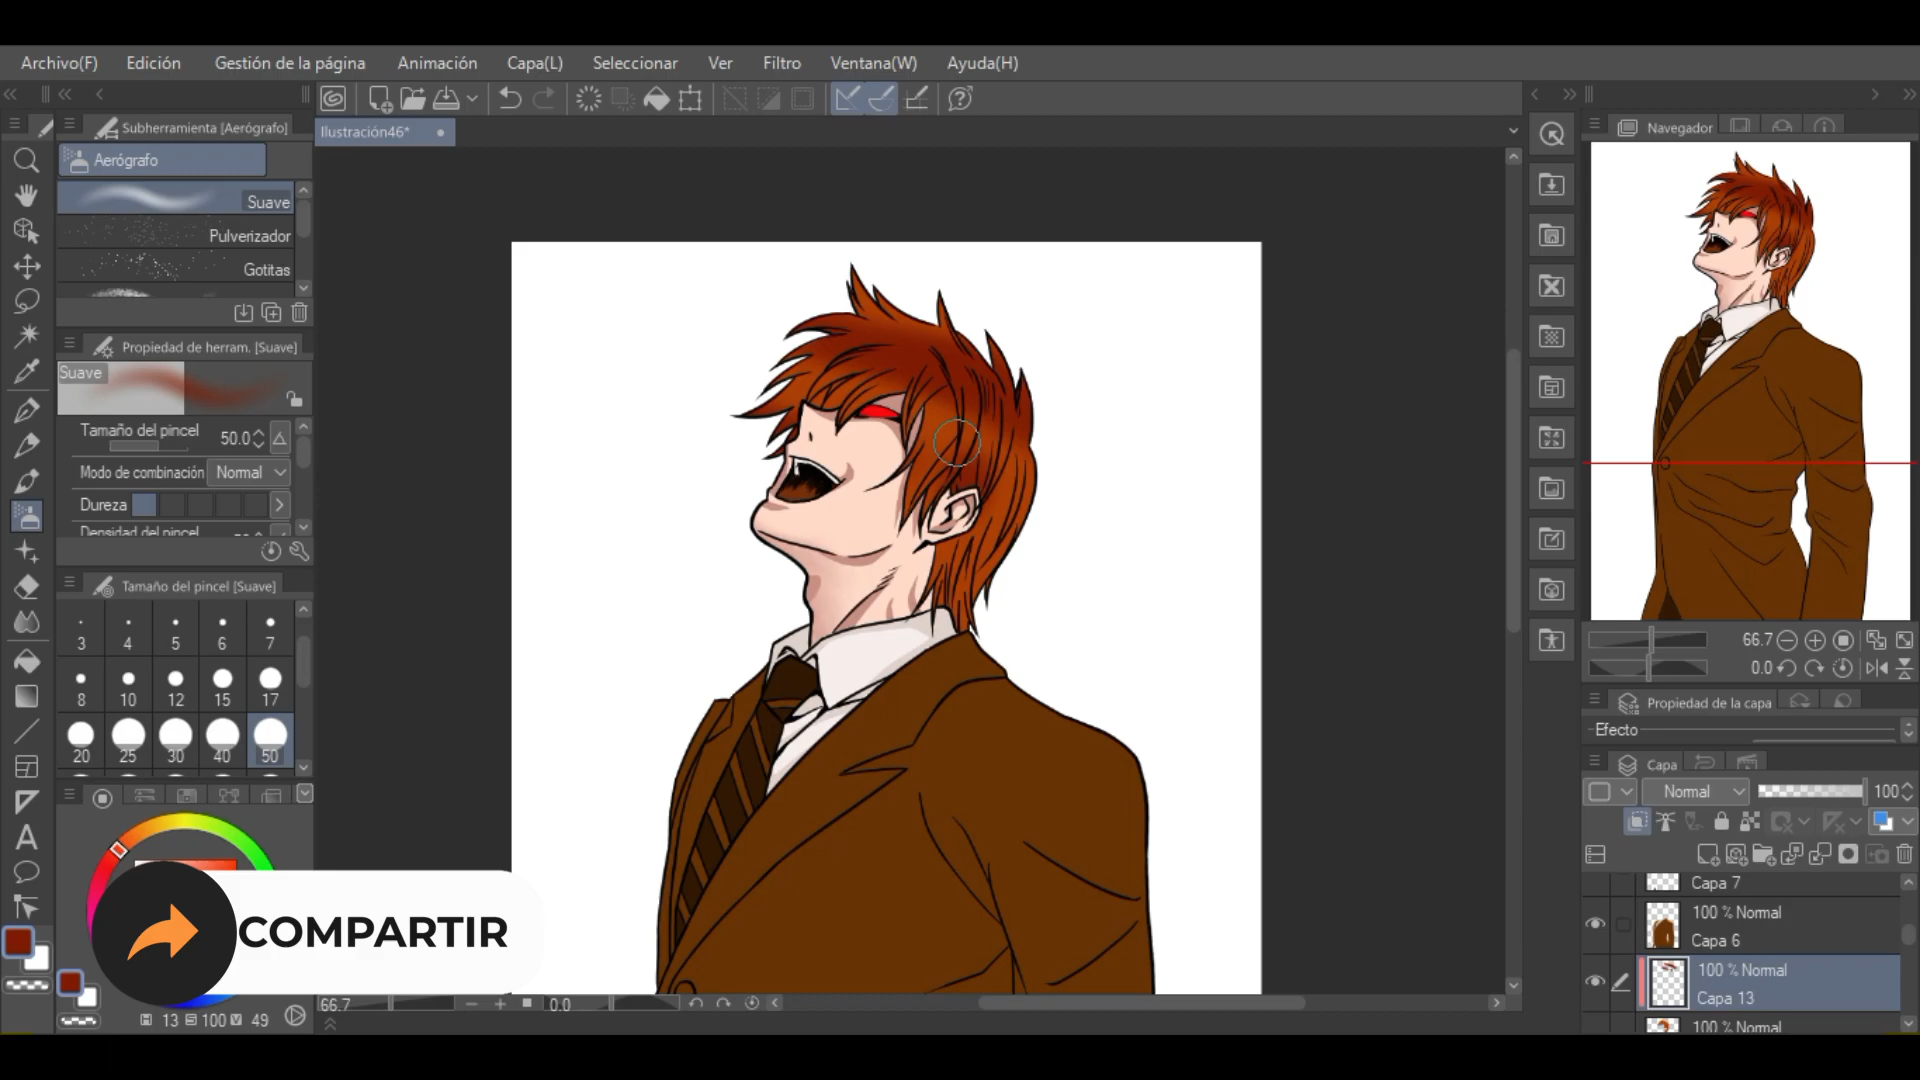 Archivo(F) Edición Gestión de la página Animación Capa(L) Seleccionar Ver Filtro Ventana(W) Ayuda(H)
Subherramienta [Aerógrafo]
Aerógrafo
Suave
Pulverizador
Gotitas
Propiedad de herram. [Suave]
Suave
Tamaño del pincel 50.0
Modo de combinación Normal
Dureza
Densidad del pincel
Tamaño del pincel [Suave]
3 4 5 6 7
8 10 12 15 17
20 25 30 40 50
COMPARTIR
13 100 49
Ilustración46*
66.7 0.0
Navegador
66.7
0.0
Propiedad de la capa
Efecto
Capa
Normal 100
Capa 7
100 % Normal
Capa 6
100 % Normal
Capa 13
100 % Normal